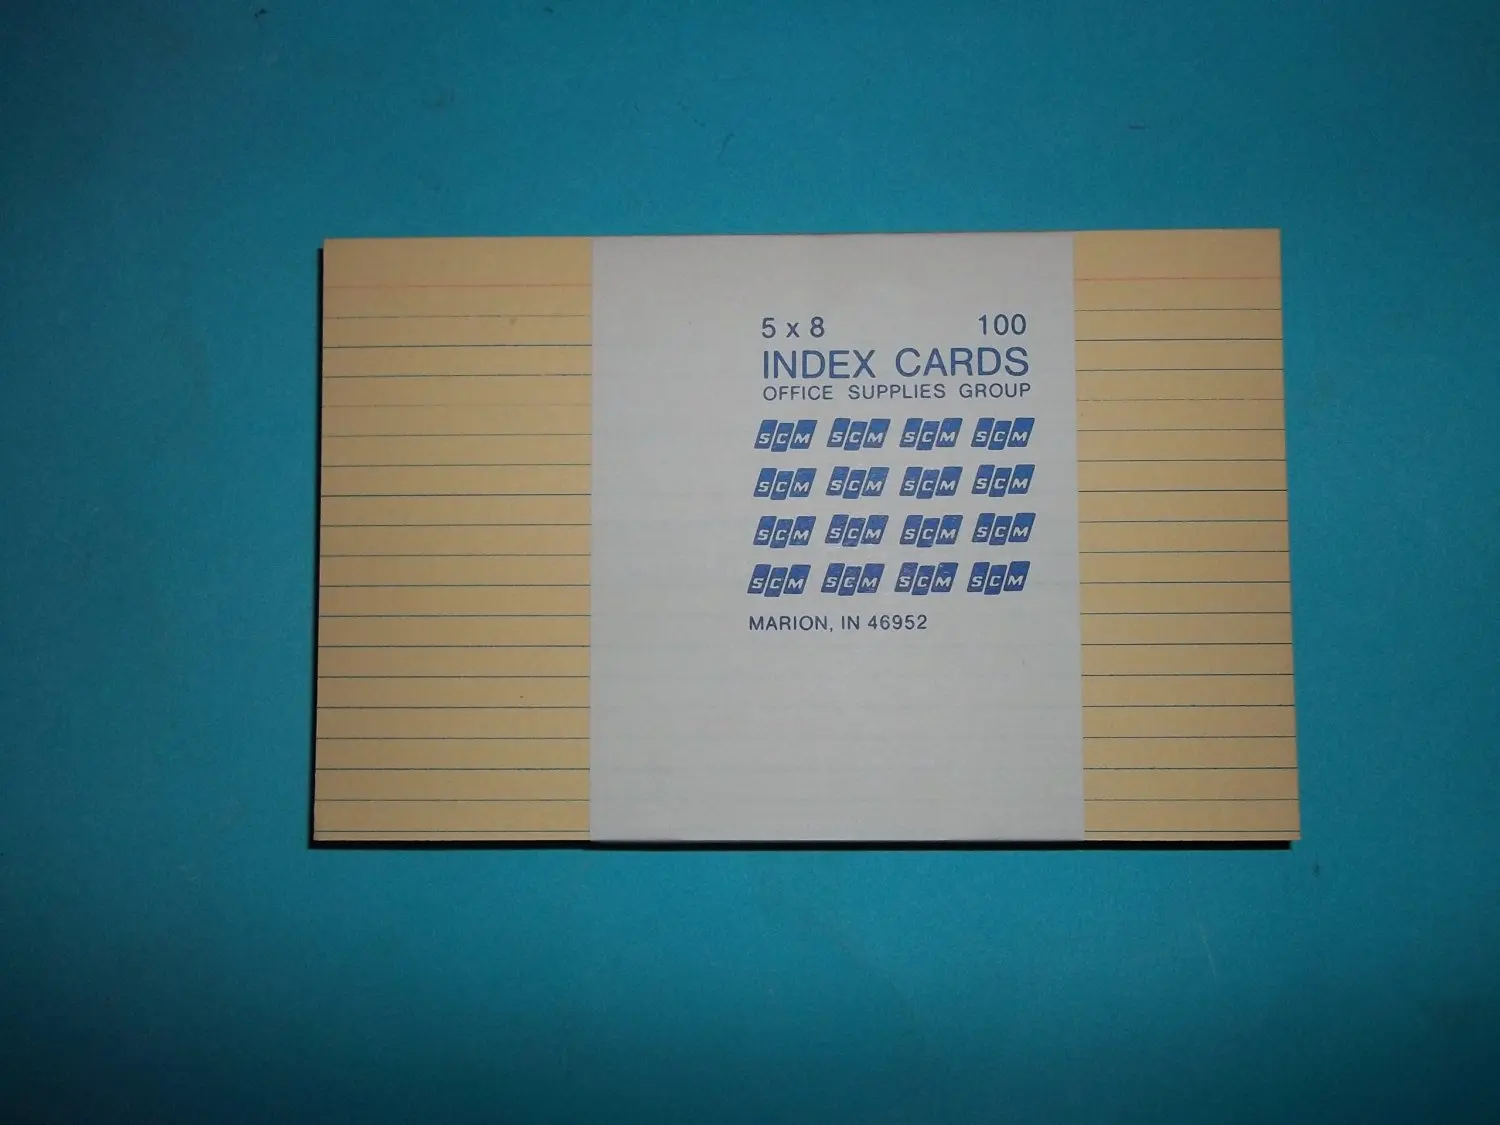 5 x 8 100
INDEX CARDS
OFFICE SUPPLIES GROUP
SCM SCM SCM SCM
SCM SCM SCM SCM
SCM SCM SCM SCM
SCM SCM SCM SCM
MARION, IN 46952